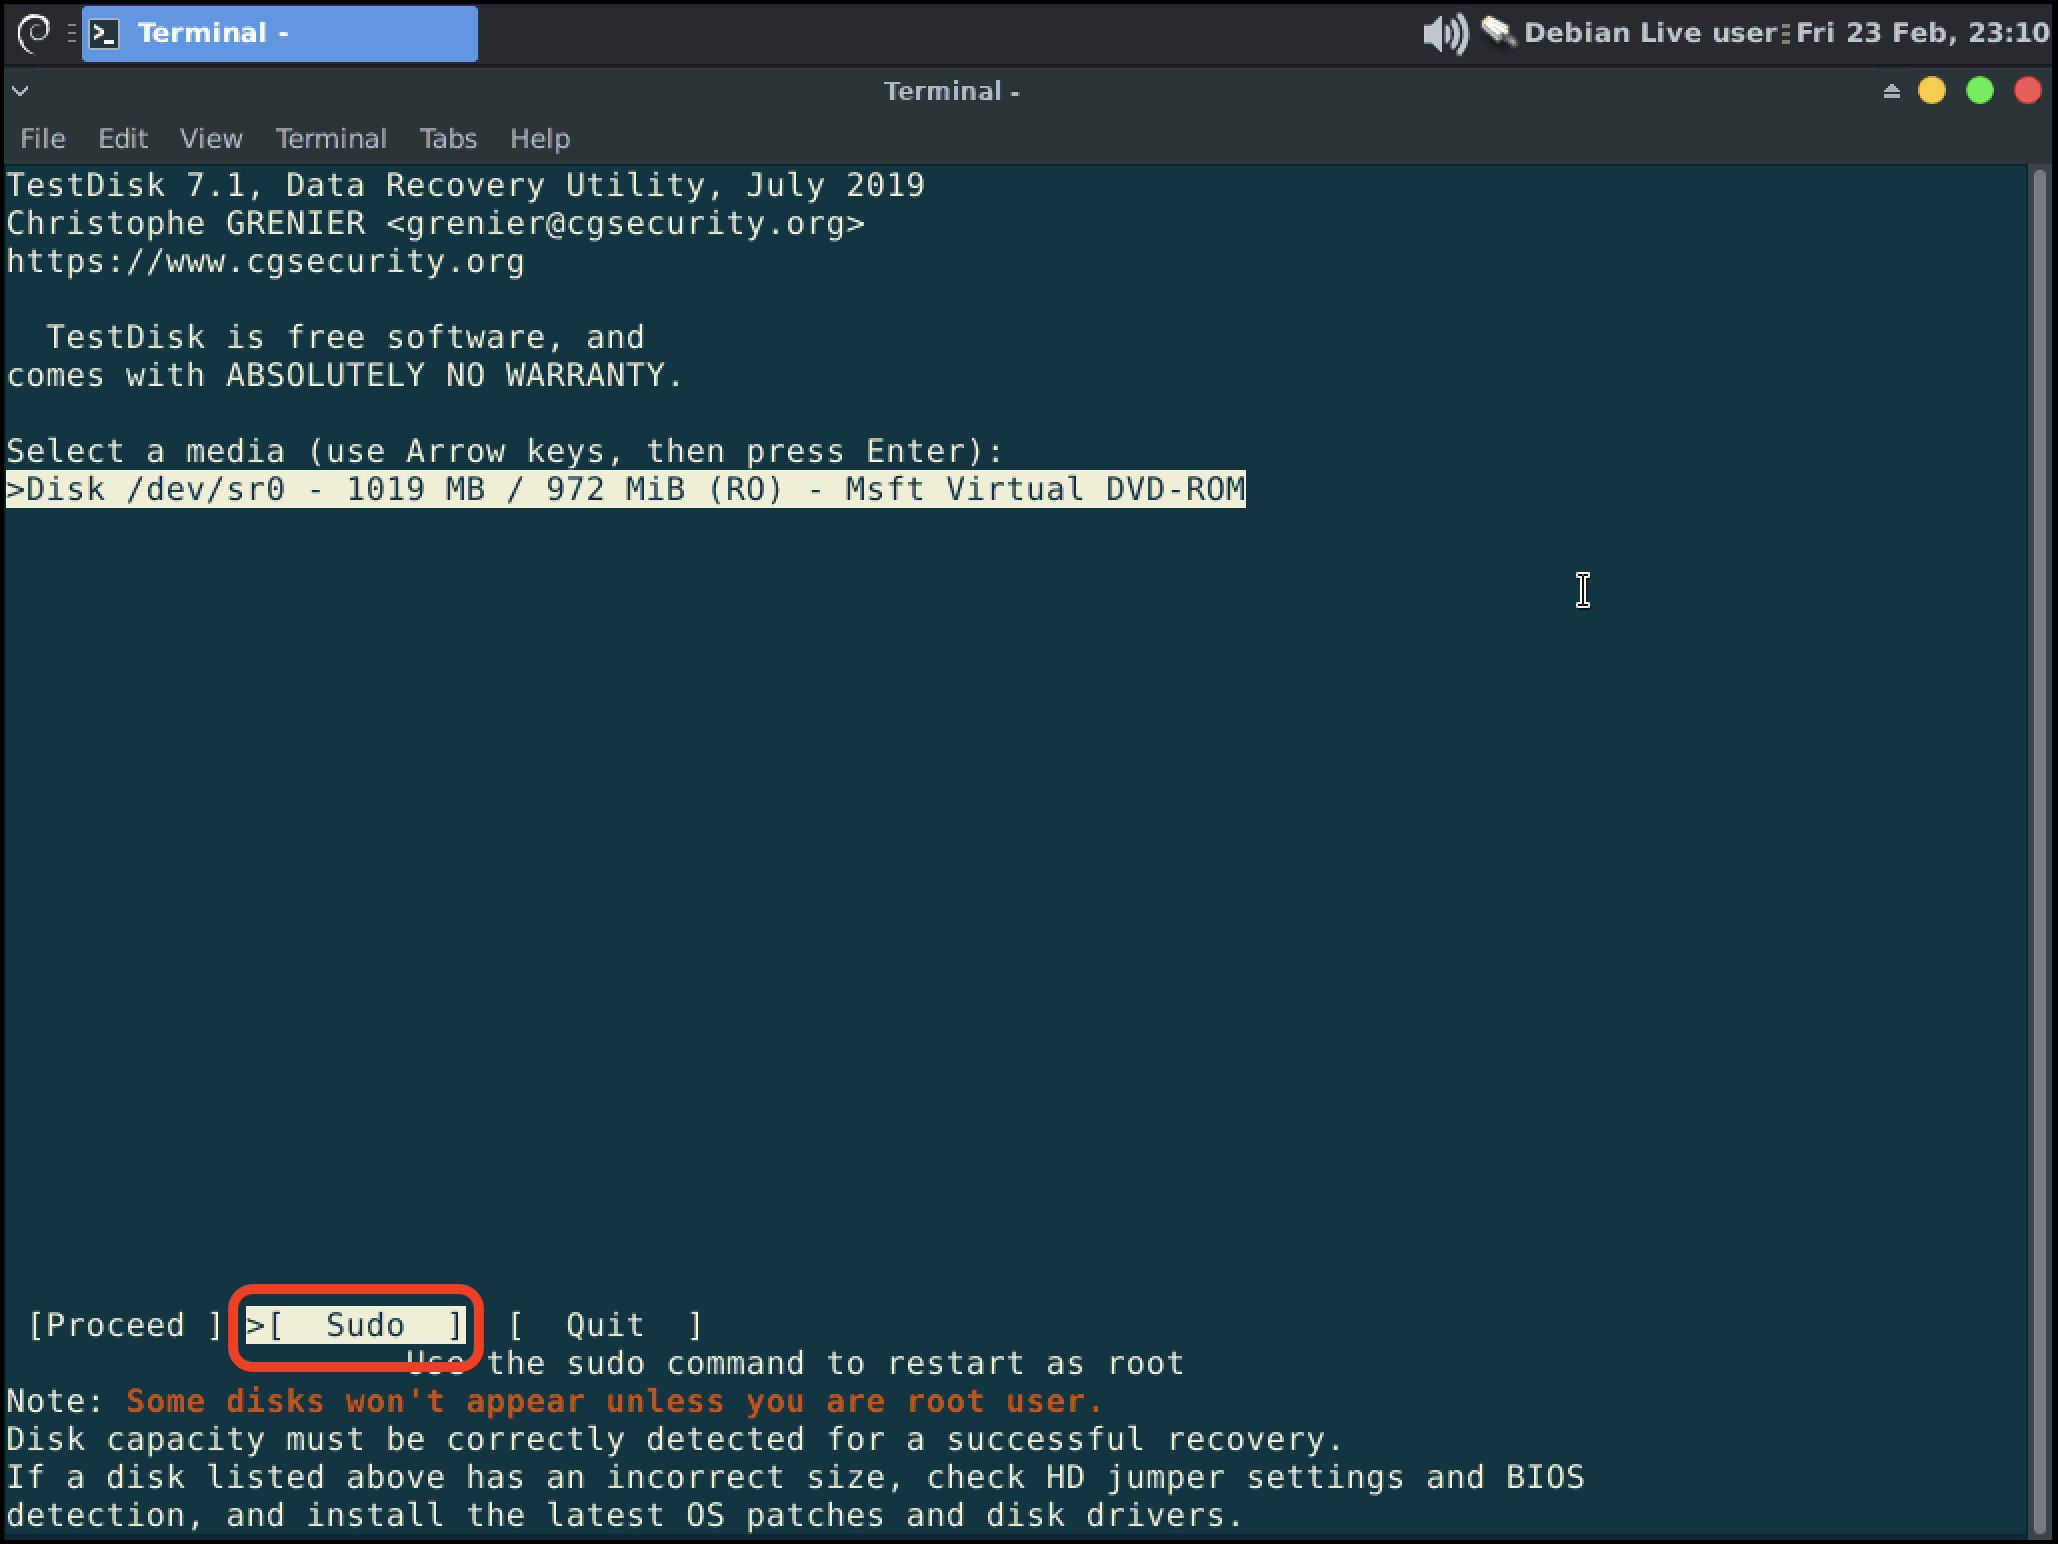 Terminal -
Debian Live user
Fri 23 Feb, 23:10
Terminal -
File Edit View Terminal Tabs Help
TestDisk 7.1, Data Recovery Utility, July 2019
Christophe GRENIER <grenier@cgsecurity.org>
https://www.cgsecurity.org
TestDisk is free software, and
comes with ABSOLUTELY NO WARRANTY.
Select a media (use Arrow keys, then press Enter):
>Disk /dev/sr0 - 1019 MB / 972 MiB (RO) - Msft Virtual DVD-ROM
[Proceed ] >[  Sudo  ] [  Quit  ]
Use the sudo command to restart as root
Note: Some disks won't appear unless you are root user.
Disk capacity must be correctly detected for a successful recovery.
If a disk listed above has an incorrect size, check HD jumper settings and BIOS
detection, and install the latest OS patches and disk drivers.